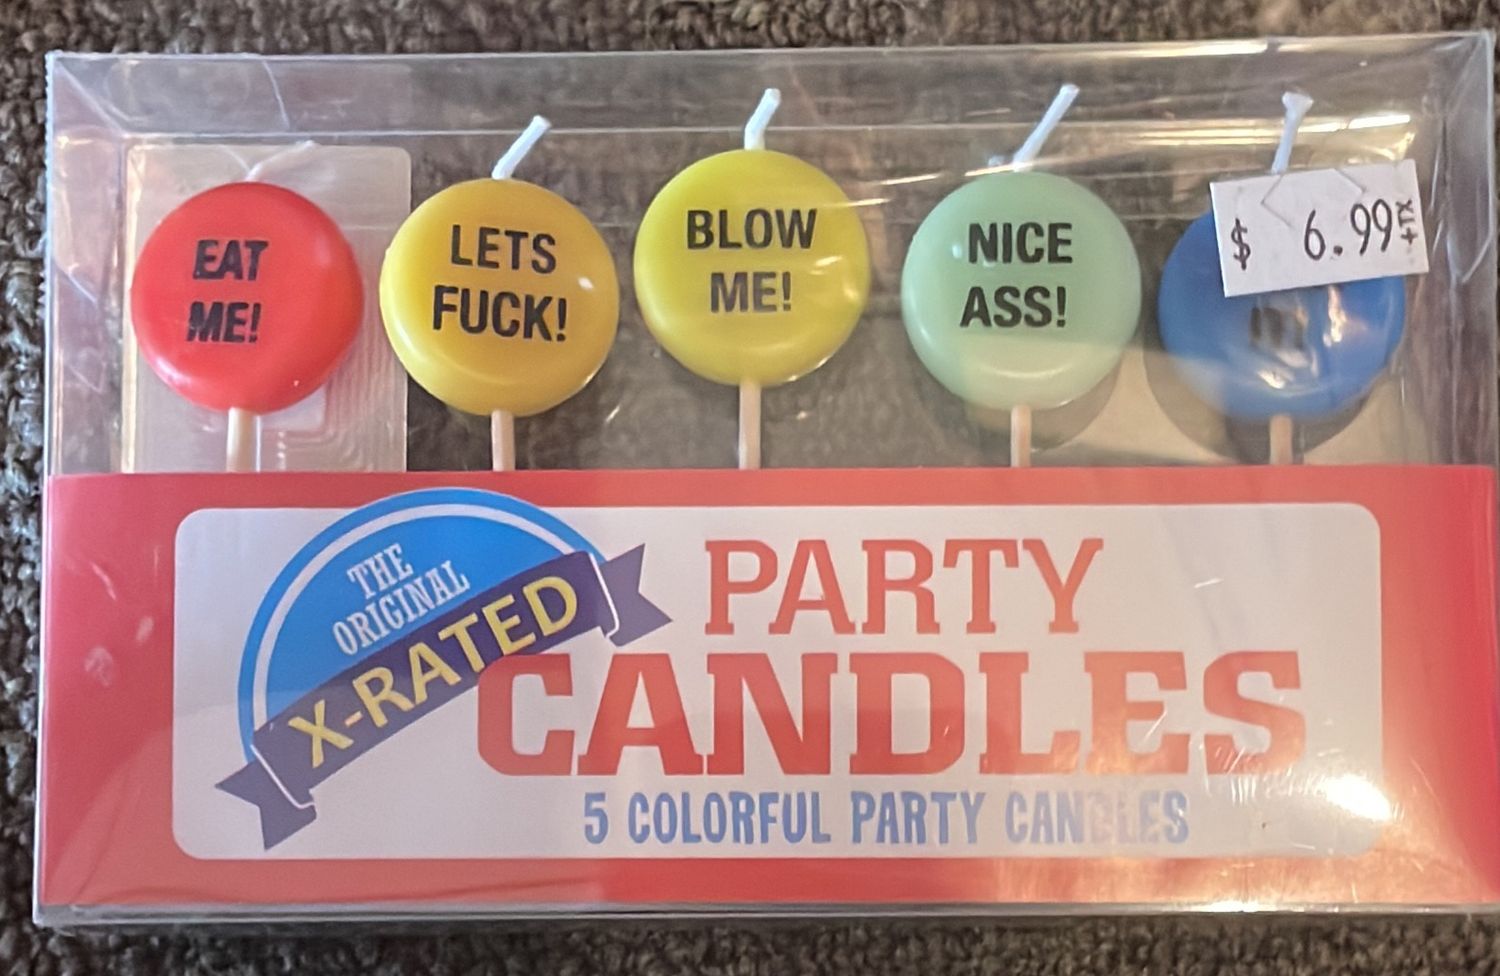 EAT
ME!
LETS
FUCK!
BLOW
ME!
NICE
ASS!
$ 6.99
+TX
THE
ORIGINAL
X-RATED
PARTY
CANDLES
5 COLORFUL PARTY CANDLES